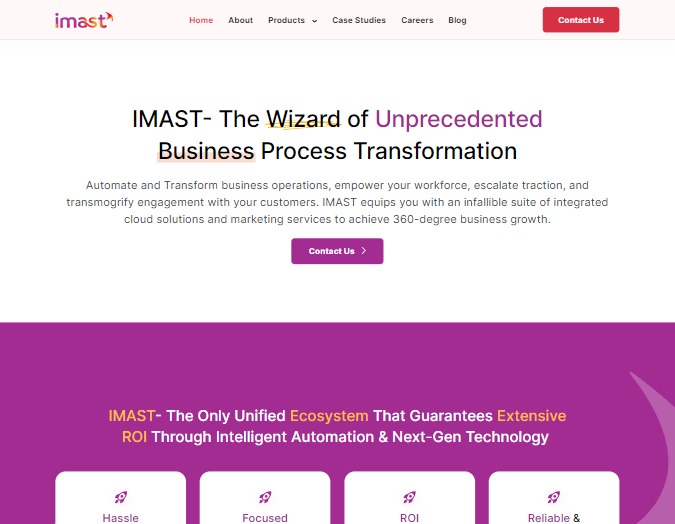 imast
Home About Products Case Studies Careers Blog Contact Us
IMAST- The Wizard of Unprecedented
Business Process Transformation
Automate and Transform business operations, empower your workforce, escalate traction, and
transmogrify engagement with your customers. IMAST equips you with an infallible suite of integrated
cloud solutions and marketing services to achieve 360-degree business growth.
Contact Us
IMAST- The Only Unified Ecosystem That Guarantees Extensive
ROI Through Intelligent Automation & Next-Gen Technology
Hassle Focused ROI Reliable &